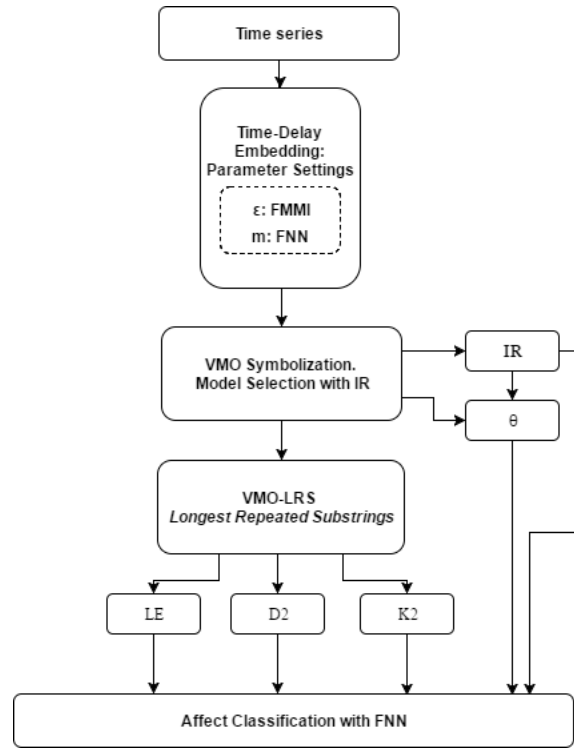 Time series
Time-Delay
Embedding:
Parameter Settings
ε: FMMI
m: FNN
VMO Symbolization.
Model Selection with IR
IR
θ
VMO-LRS
Longest Repeated Substrings
LE
D2
K2
Affect Classification with FNN